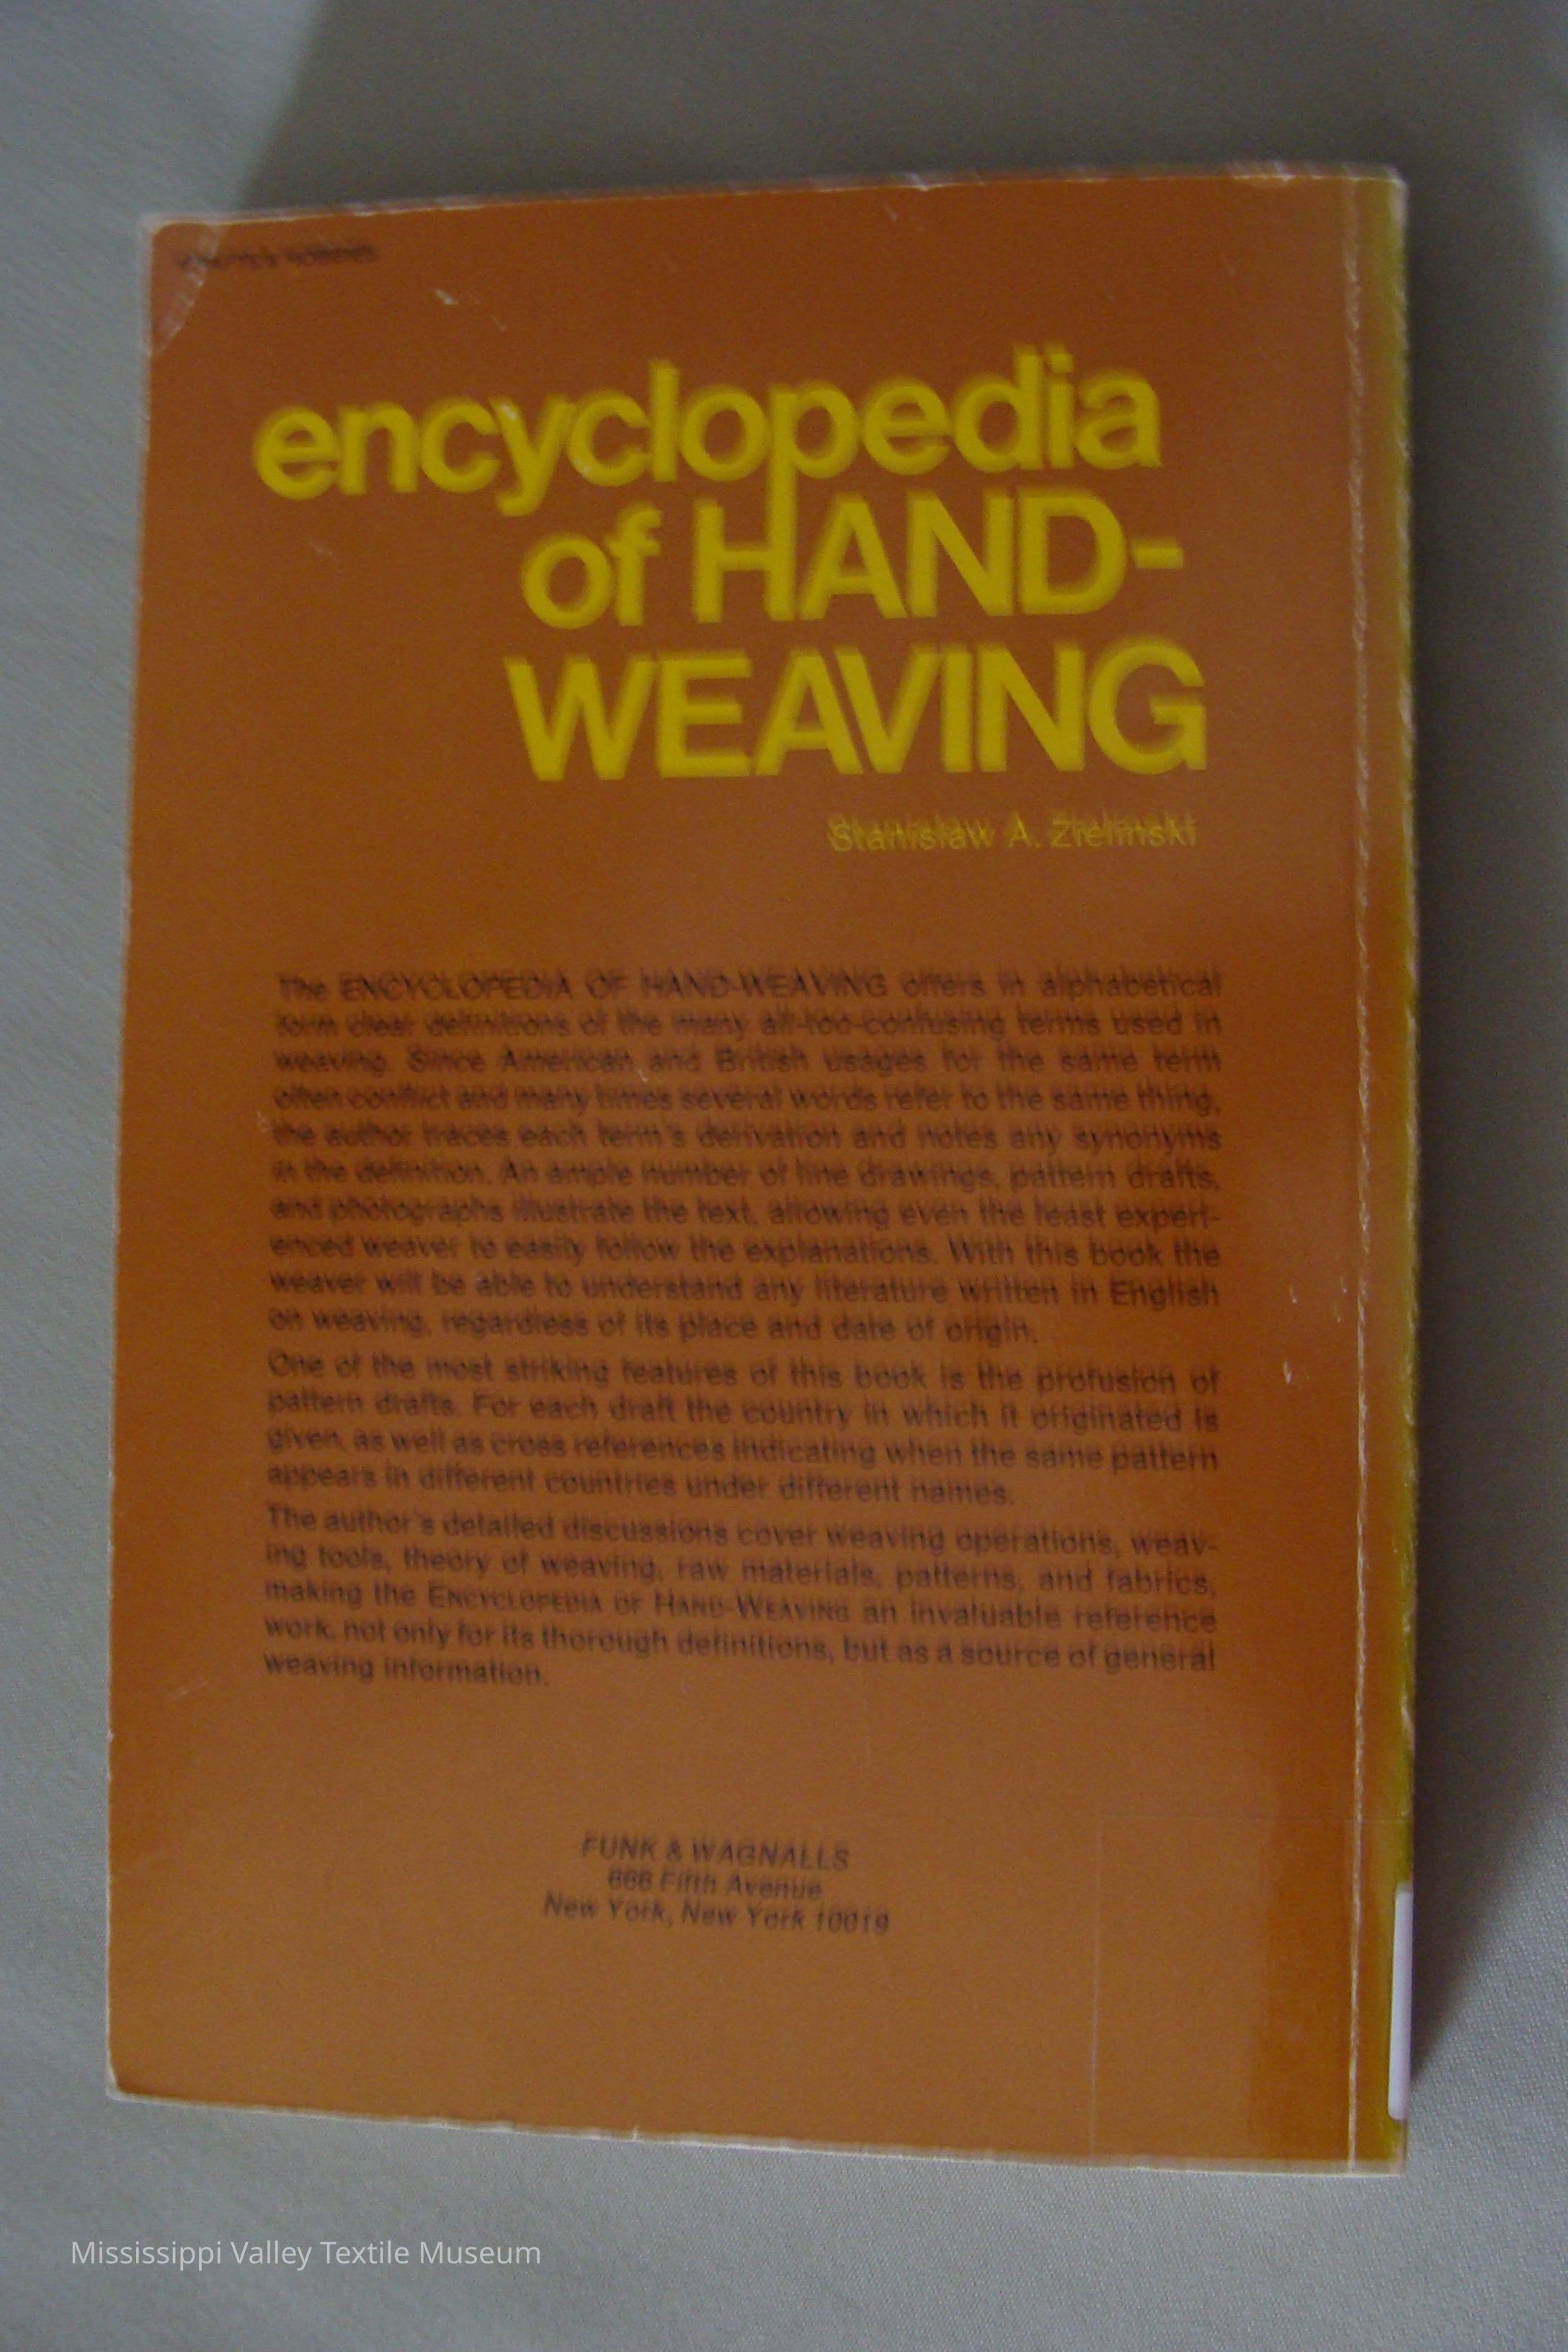 encyclopedia
of HAND-
WEAVING
Stanislaw A. Zielinski
The ENCYCLOPEDIA OF HAND-WEAVING offers in alphabetical
form clear definitions of the many all-too-confusing terms used in
weaving. Since American and British usages for the same term
often conflict and many times several words refer to the same thing,
the author traces each term's derivation and notes any synonyms
in the definition. An ample number of line drawings, pattern drafts,
and photographs illustrate the text, allowing even the least experi-
enced weaver to easily follow the explanations. With this book the
weaver will be able to understand any literature written in English
on weaving, regardless of its place and date of origin.
One of the most striking features of this book is the profusion of
pattern drafts. For each draft the country in which it originated is
given, as well as cross references indicating when the same pattern
appears in different countries under different names.
The author's detailed discussions cover weaving operations, weav-
ing tools, theory of weaving, raw materials, patterns, and fabrics,
making the ENCYCLOPEDIA OF HAND-WEAVING an invaluable reference
work, not only for its thorough definitions, but as a source of general
weaving information.
FUNK & WAGNALLS
666 Fifth Avenue
New York, New York 10019
Mississippi Valley Textile Museum